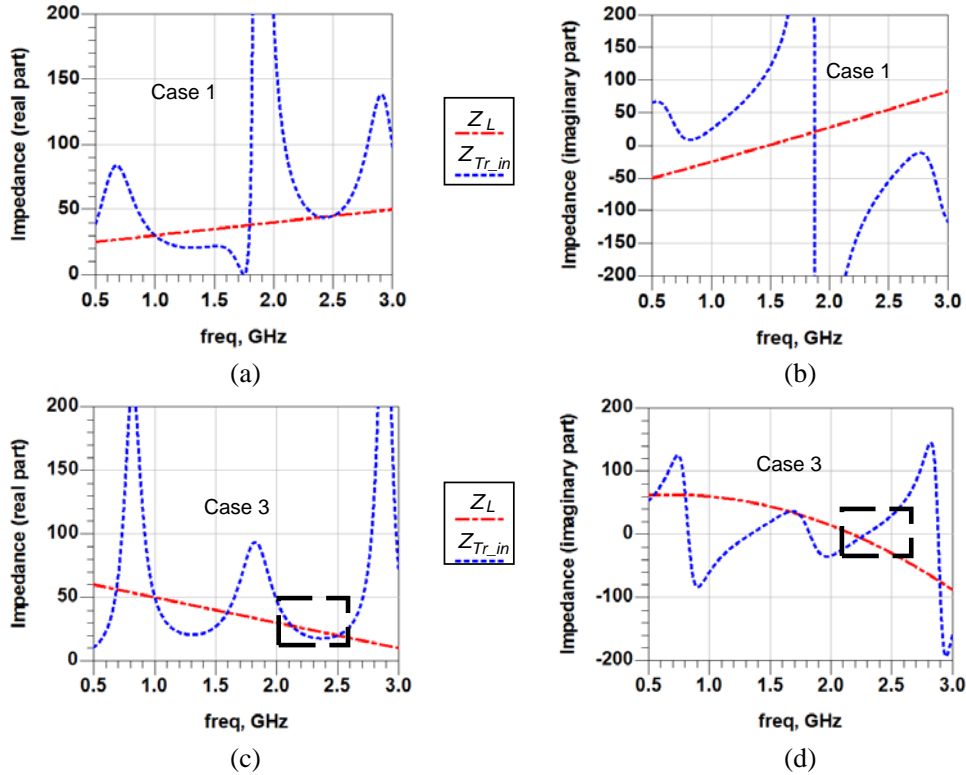 200
150
100
50
0
Impedance (real part)
Case 1
0.5 1.0 1.5 2.0 2.5 3.0
freq, GHz
(a)
Z_L
Z_Tr_in
200
150
100
50
0
-50
-100
-150
-200
Impedance (imaginary part)
Case 1
0.5 1.0 1.5 2.0 2.5 3.0
freq, GHz
(b)
200
150
100
50
0
Impedance (real part)
Case 3
0.5 1.0 1.5 2.0 2.5 3.0
freq, GHz
(c)
Z_L
Z_Tr_in
200
100
0
-100
-200
Impedance (imaginary part)
Case 3
0.5 1.0 1.5 2.0 2.5 3.0
freq, GHz
(d)